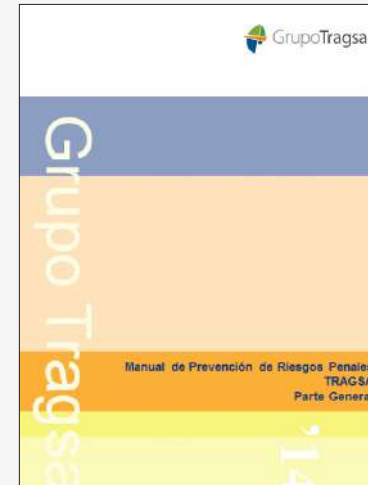 GrupoTragsa
Grupo Tragsa
Manual de Prevención de Riesgos Penales
TRAGSA
Parte General
'14